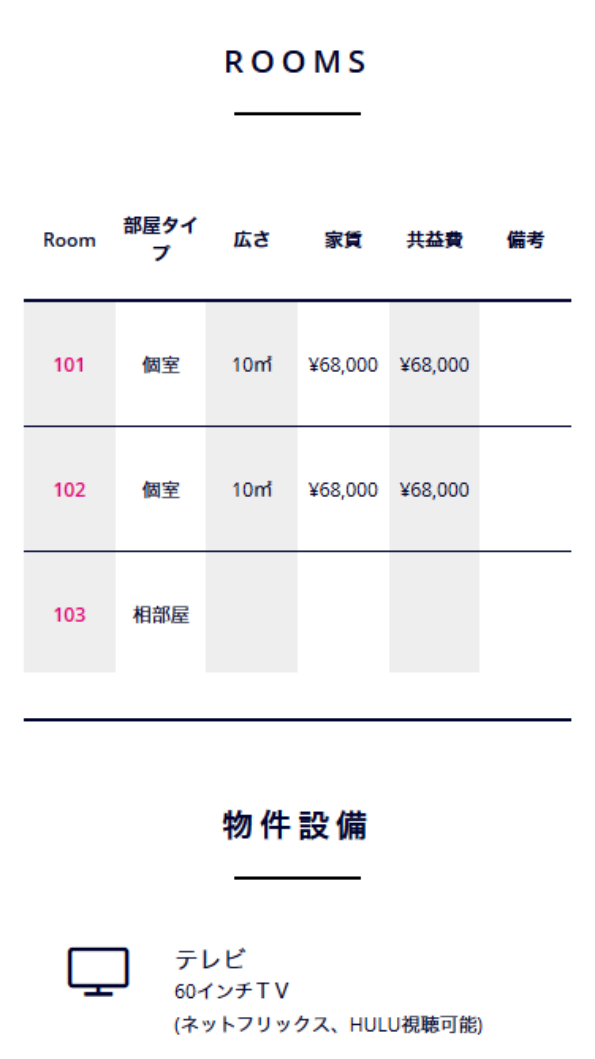 ROOMS
Room 部屋タイプ 広さ 家賃 共益費 備考
101 個室 10㎡ ¥68,000 ¥68,000
102 個室 10㎡ ¥68,000 ¥68,000
103 相部屋
物件設備
テレビ
60インチＴＶ
(ネットフリックス、HULU視聴可能)